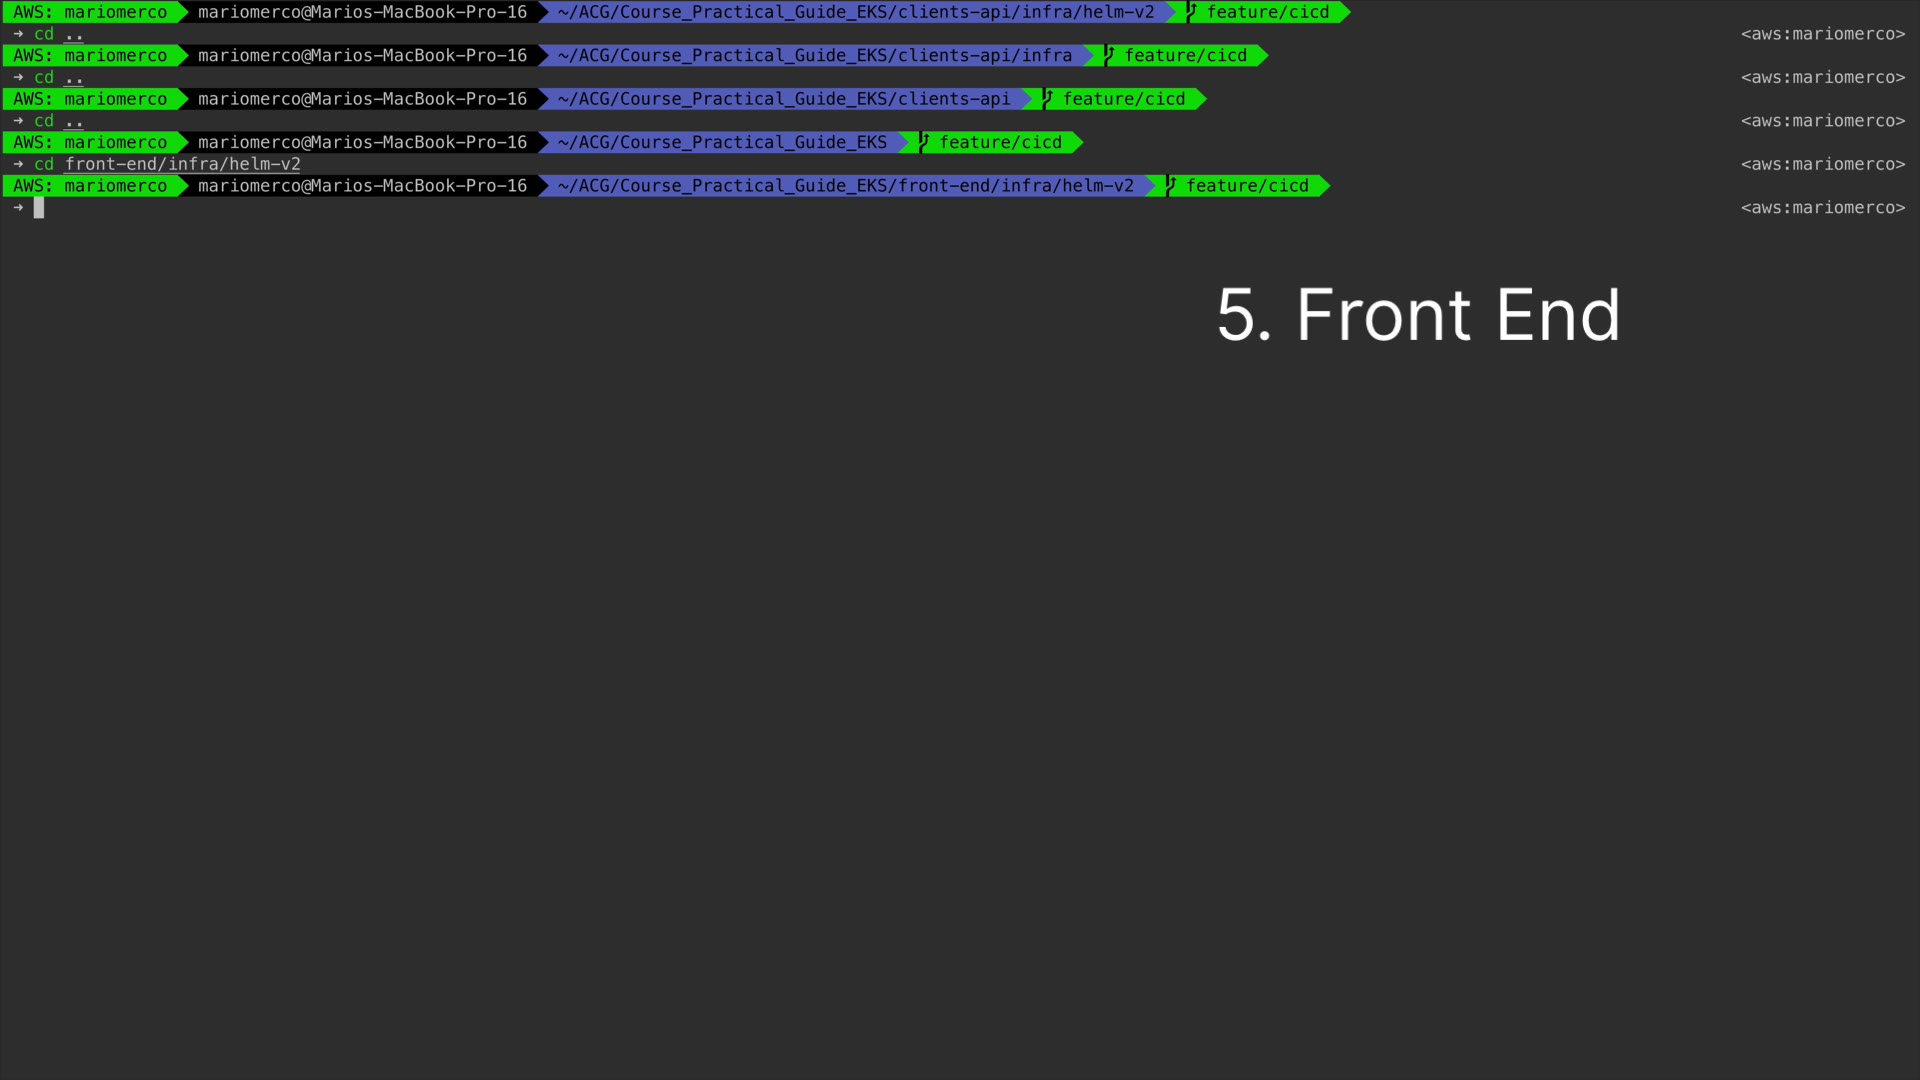 AWS: mariomerco mariomerco@Marios-MacBook-Pro-16 ~/ACG/Course_Practical_Guide_EKS/clients-api/infra/helm-v2 feature/cicd
➜ cd .. <aws:mariomerco>
AWS: mariomerco mariomerco@Marios-MacBook-Pro-16 ~/ACG/Course_Practical_Guide_EKS/clients-api/infra feature/cicd
➜ cd .. <aws:mariomerco>
AWS: mariomerco mariomerco@Marios-MacBook-Pro-16 ~/ACG/Course_Practical_Guide_EKS/clients-api feature/cicd
➜ cd .. <aws:mariomerco>
AWS: mariomerco mariomerco@Marios-MacBook-Pro-16 ~/ACG/Course_Practical_Guide_EKS feature/cicd
➜ cd front-end/infra/helm-v2 <aws:mariomerco>
AWS: mariomerco mariomerco@Marios-MacBook-Pro-16 ~/ACG/Course_Practical_Guide_EKS/front-end/infra/helm-v2 feature/cicd
➜ <aws:mariomerco>
5. Front End